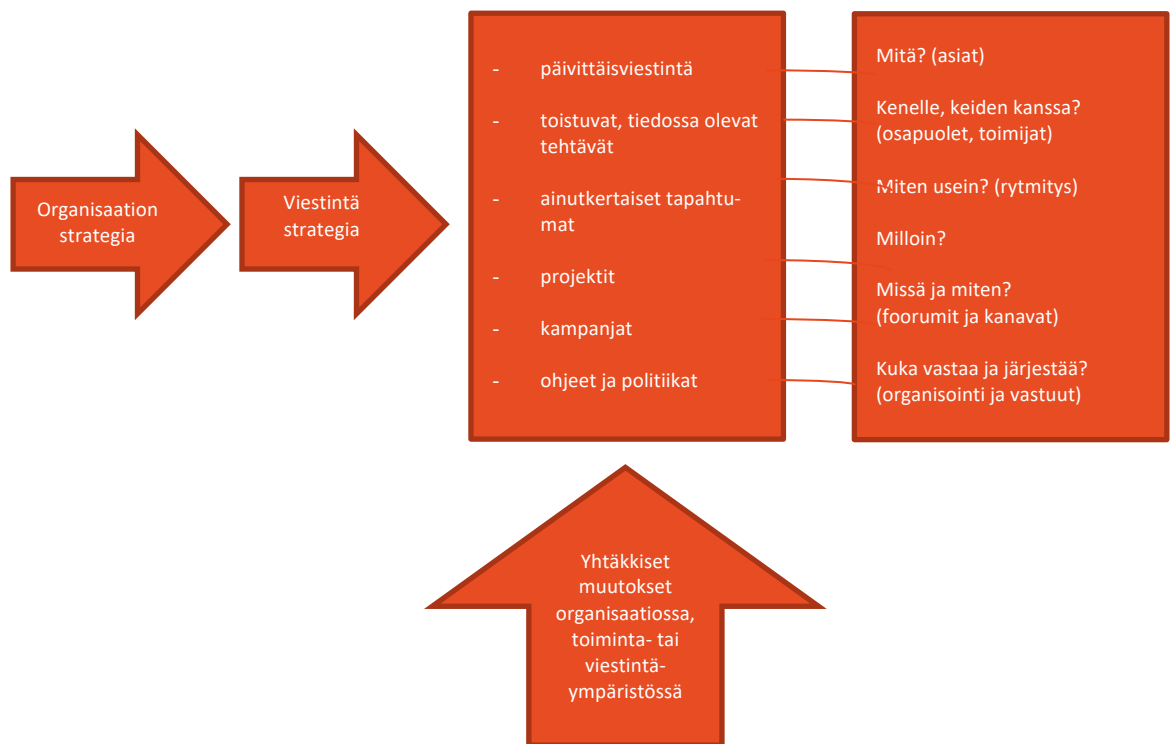 Organisaation
strategia
Viestintä
strategia
- päivittäisviestintä
- toistuvat, tiedossa olevat
tehtävät
- ainutkertaiset tapahtu-
mat
- projektit
- kampanjat
- ohjeet ja politiikat
Mitä? (asiat)
Kenelle, keiden kanssa?
(osapuolet, toimijat)
Miten usein? (rytmitys)
Milloin?
Missä ja miten?
(foorumit ja kanavat)
Kuka vastaa ja järjestää?
(organisointi ja vastuut)
Yhtäkkiset
muutokset
organisaatiossa,
toiminta- tai
viestintä-
ympäristössä